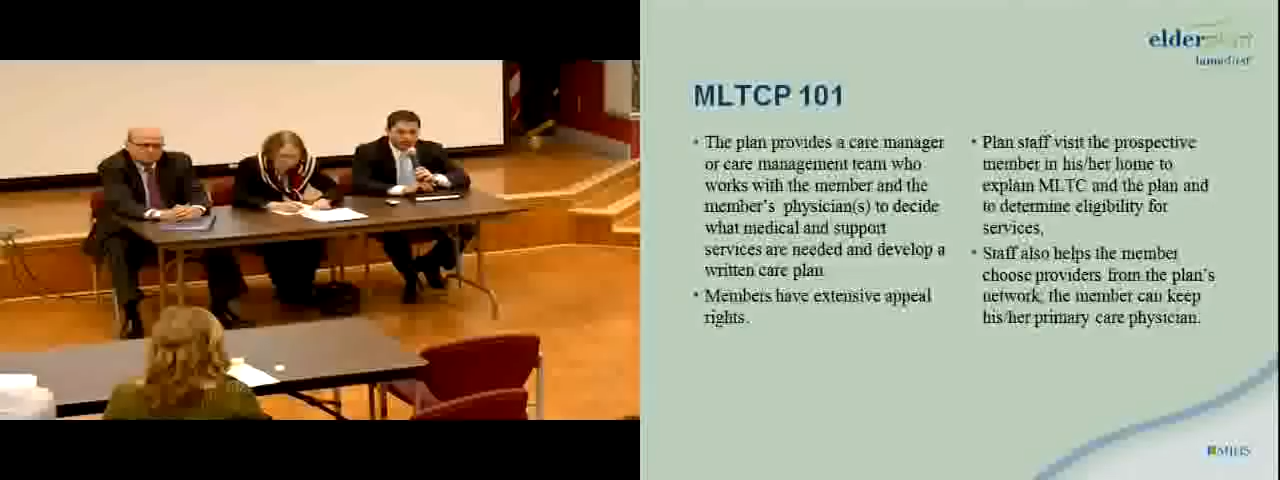 elder
homefirst
MLTCP 101
• The plan provides a care manager
or care management team who
works with the member and the
member's physician(s) to decide
what medical and support
services are needed and develop a
written care plan
• Members have extensive appeal
rights.
• Plan staff visit the prospective
member in his/her home to
explain MLTC and the plan and
to determine eligibility for
services,
• Staff also helps the member
choose providers from the plan's
network, the member can keep
his/her primary care physician.
MJHS